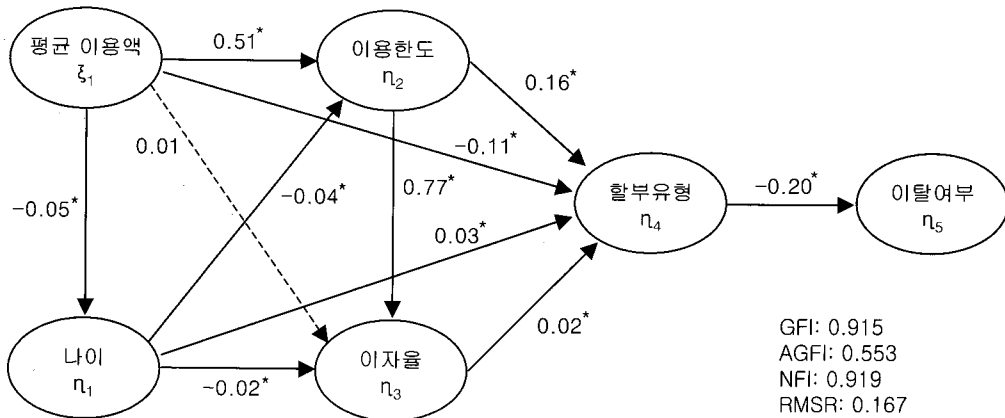 평균 이용액
ξ1
0.51*
이용한도
η2
0.16*
0.01
-0.11*
-0.05*
-0.04*
0.77*
할부유형
η4
-0.20*
이탈여부
η5
0.03*
나이
η1
-0.02*
이자율
η3
0.02*
GFI: 0.915
AGFI: 0.553
NFI: 0.919
RMSR: 0.167